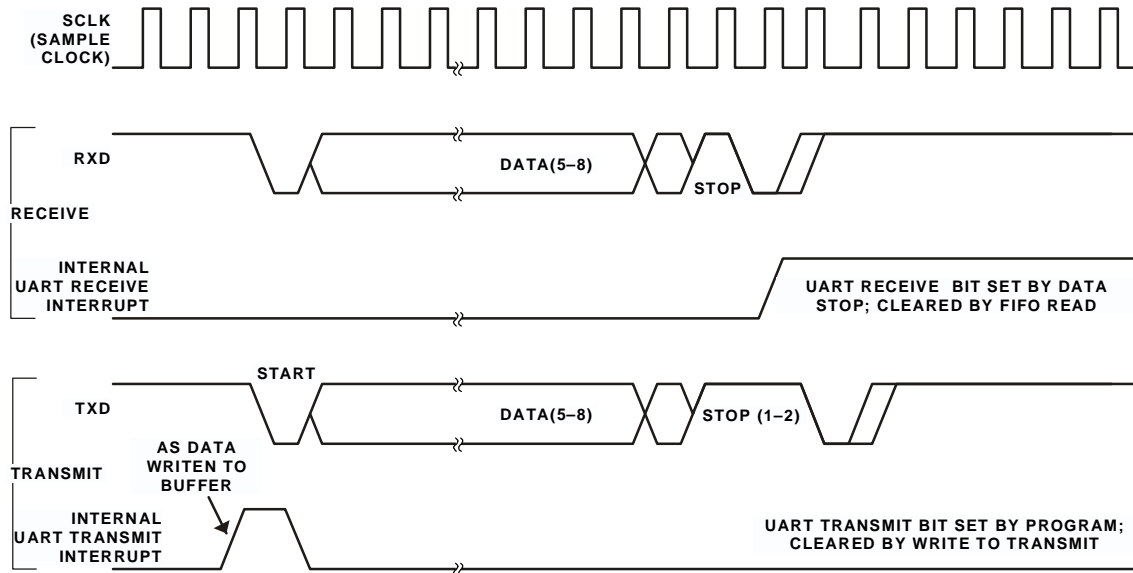 SCLK
(SAMPLE
CLOCK)
RXD
DATA(5–8)
STOP
RECEIVE
INTERNAL
UART RECEIVE
INTERRUPT
UART RECEIVE BIT SET BY DATA
STOP; CLEARED BY FIFO READ
START
TXD
DATA(5–8)
STOP (1–2)
AS DATA
WRITEN TO
BUFFER
TRANSMIT
INTERNAL
UART TRANSMIT
INTERRUPT
UART TRANSMIT BIT SET BY PROGRAM;
CLEARED BY WRITE TO TRANSMIT